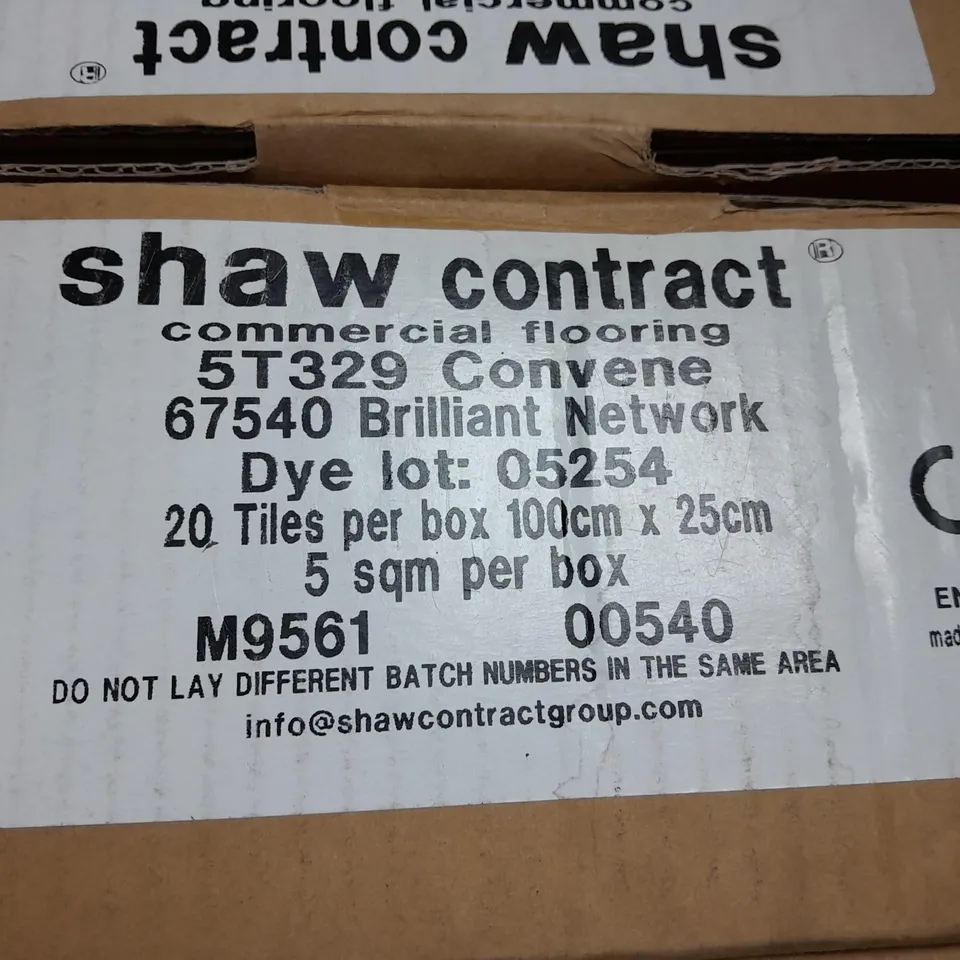 commercial flooring
shaw contract ®
shaw contract ®
commercial flooring
5T329 Convene
67540 Brilliant Network
Dye lot: 05254
20 Tiles per box 100cm x 25cm
5 sqm per box
M9561 00540
DO NOT LAY DIFFERENT BATCH NUMBERS IN THE SAME AREA
info@shawcontractgroup.com